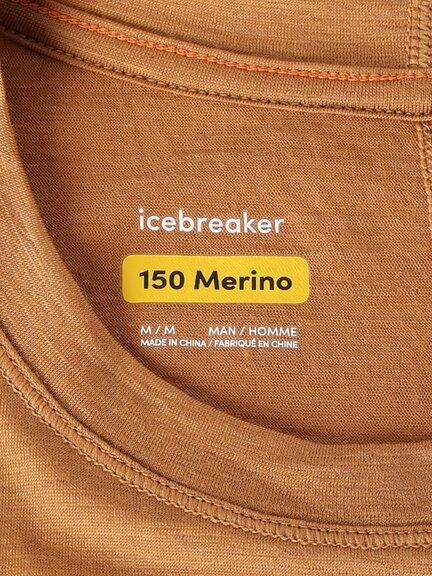 icebreaker
150 Merino
M / M MAN / HOMME
MADE IN CHINA / FABRIQUÉ EN CHINE